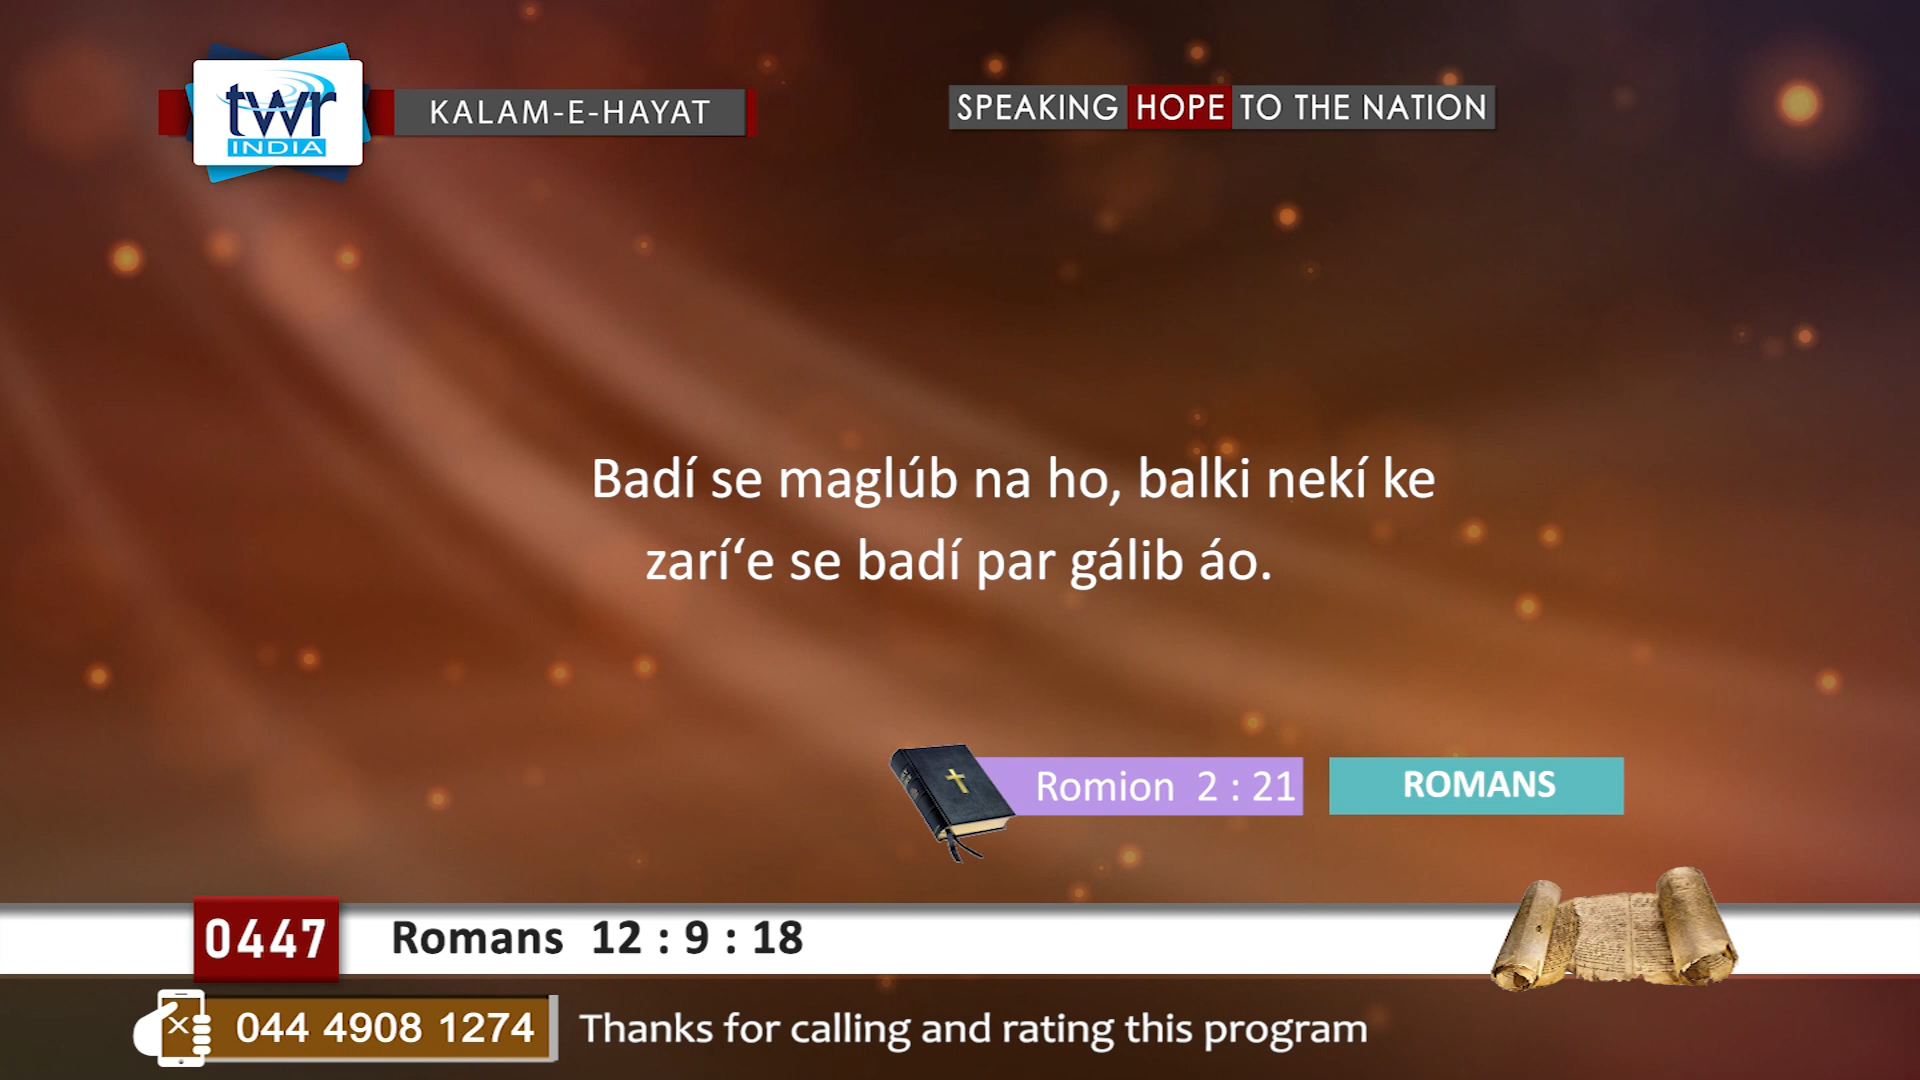 twr
INDIA
KALAM-E-HAYAT
SPEAKING HOPE TO THE NATION
Badí se maglúb na ho, balki nekí ke
zarí‘e se badí par gálib áo.
Romion 2 : 21
ROMANS
0447
Romans 12 : 9 : 18
044 4908 1274
Thanks for calling and rating this program